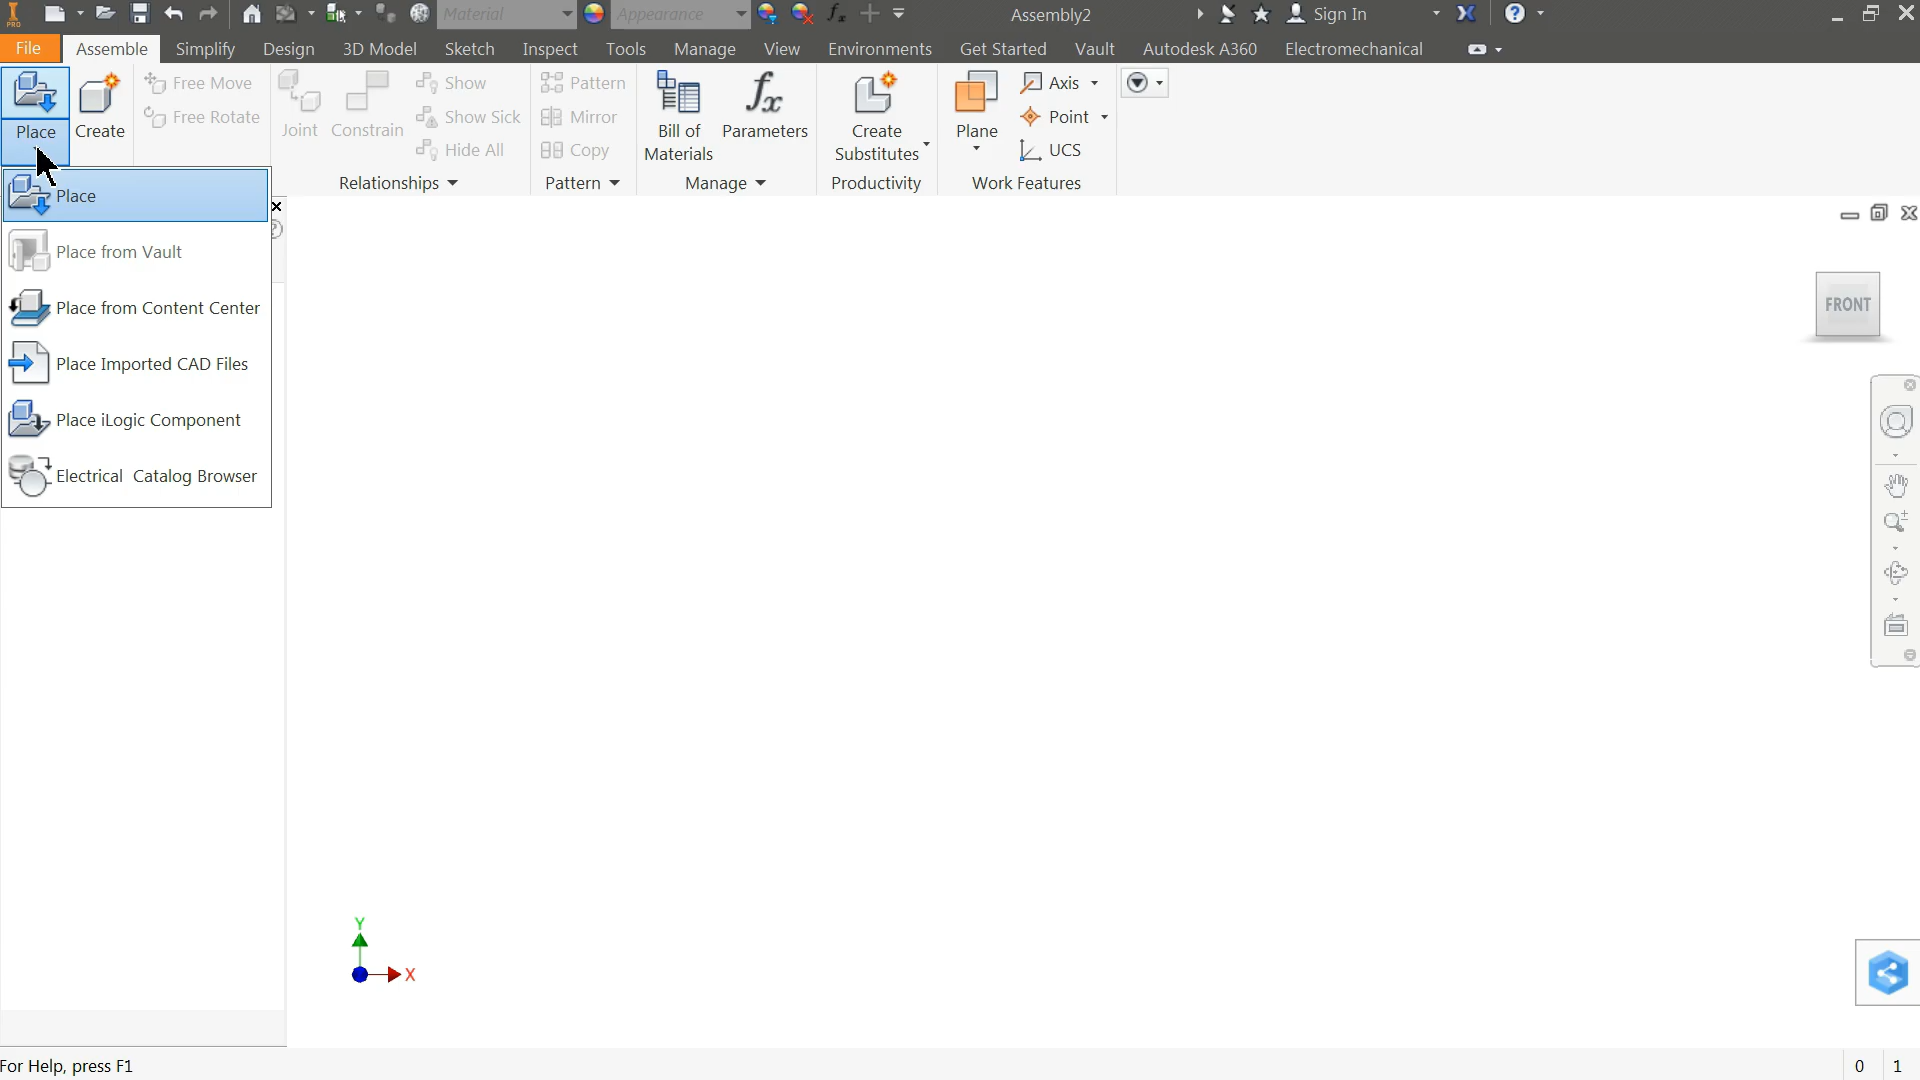 PRO
Material
Appearance
Assembly2
Sign In
File
Assemble
Simplify
Design
3D Model
Sketch
Inspect
Tools
Manage
View
Environments
Get Started
Vault
Autodesk A360
Electromechanical
Place
Create
Free Move
Free Rotate
Joint
Constrain
Show
Show Sick
Hide All
Relationships
Pattern
Mirror
Copy
Pattern
Bill of
Materials
Parameters
Manage
Create
Substitutes
Productivity
Plane
Axis
Point
UCS
Work Features
Place
Place from Vault
Place from Content Center
Place Imported CAD Files
Place iLogic Component
Electrical Catalog Browser
FRONT
Y
X
For Help, press F1
0
1